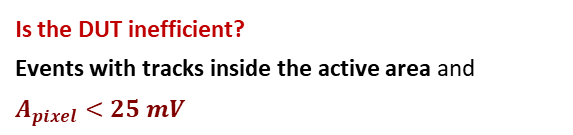 Is the DUT inefficient?
Events with tracks inside the active area and
A_pixel < 25 mV